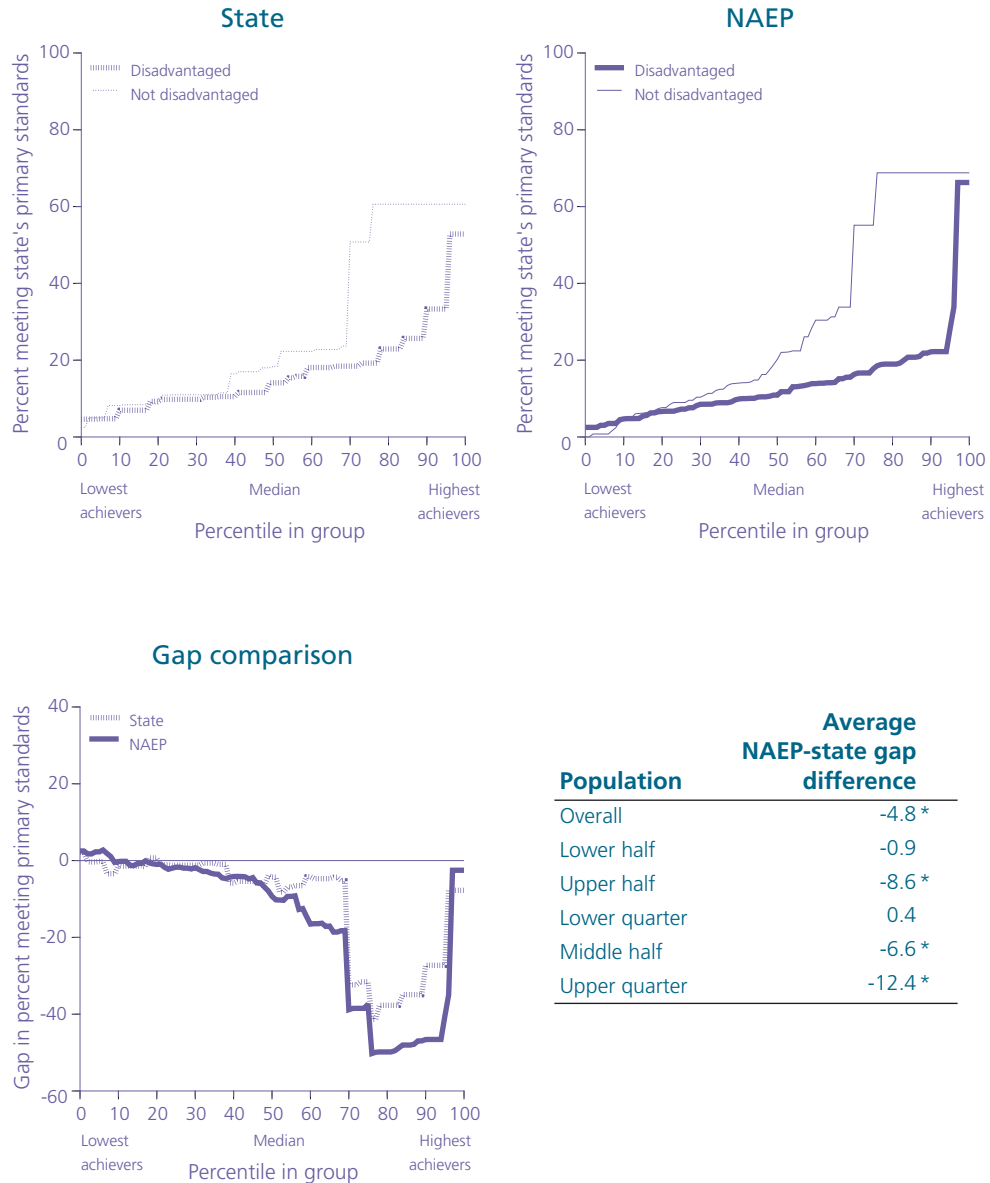 State
Percent meeting state's primary standards
100
80
60
40
20
0
Disadvantaged
Not disadvantaged
0 10 20 30 40 50 60 70 80 90 100
Lowest achievers
Median
Highest achievers
Percentile in group
NAEP
Percent meeting state's primary standards
100
80
60
40
20
0
Disadvantaged
Not disadvantaged
0 10 20 30 40 50 60 70 80 90 100
Lowest achievers
Median
Highest achievers
Percentile in group
Gap comparison
Gap in percent meeting primary standards
40
20
0
-20
-40
-60
State
NAEP
0 10 20 30 40 50 60 70 80 90 100
Lowest achievers
Median
Highest achievers
Percentile in group
Population Average NAEP-state gap difference
Overall -4.8 *
Lower half -0.9
Upper half -8.6 *
Lower quarter 0.4
Middle half -6.6 *
Upper quarter -12.4 *